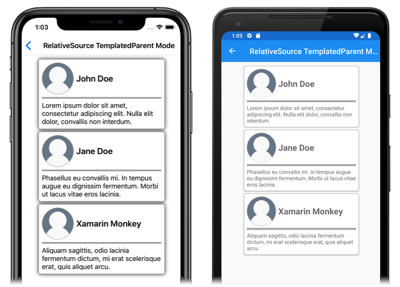 1:03
RelativeSource TemplatedParent Mode
John Doe
Lorem ipsum dolor sit amet,
consectetur adipiscing elit. Nulla elit
dolor, convallis non interdum.
Jane Doe
Phasellus eu convallis mi. In tempus
augue eu dignissim fermentum. Morbi
ut lacus vitae eros lacinia.
Xamarin Monkey
Aliquam sagittis, odio lacinia
fermentum dictum, mi erat scelerisque
erat, quis aliquet arcu.
1:05
RelativeSource TemplatedParent M...
John Doe
Lorem ipsum dolor sit amet, consectetur
adipiscing elit. Nulla elit dolor, convallis non
interdum.
Jane Doe
Phasellus eu convallis mi. In tempus augue eu
dignissim fermentum. Morbi ut lacus vitae
eros lacinia.
Xamarin Monkey
Aliquam sagittis, odio lacinia fermentum
dictum, mi erat scelerisque erat, quis aliquet
arcu.